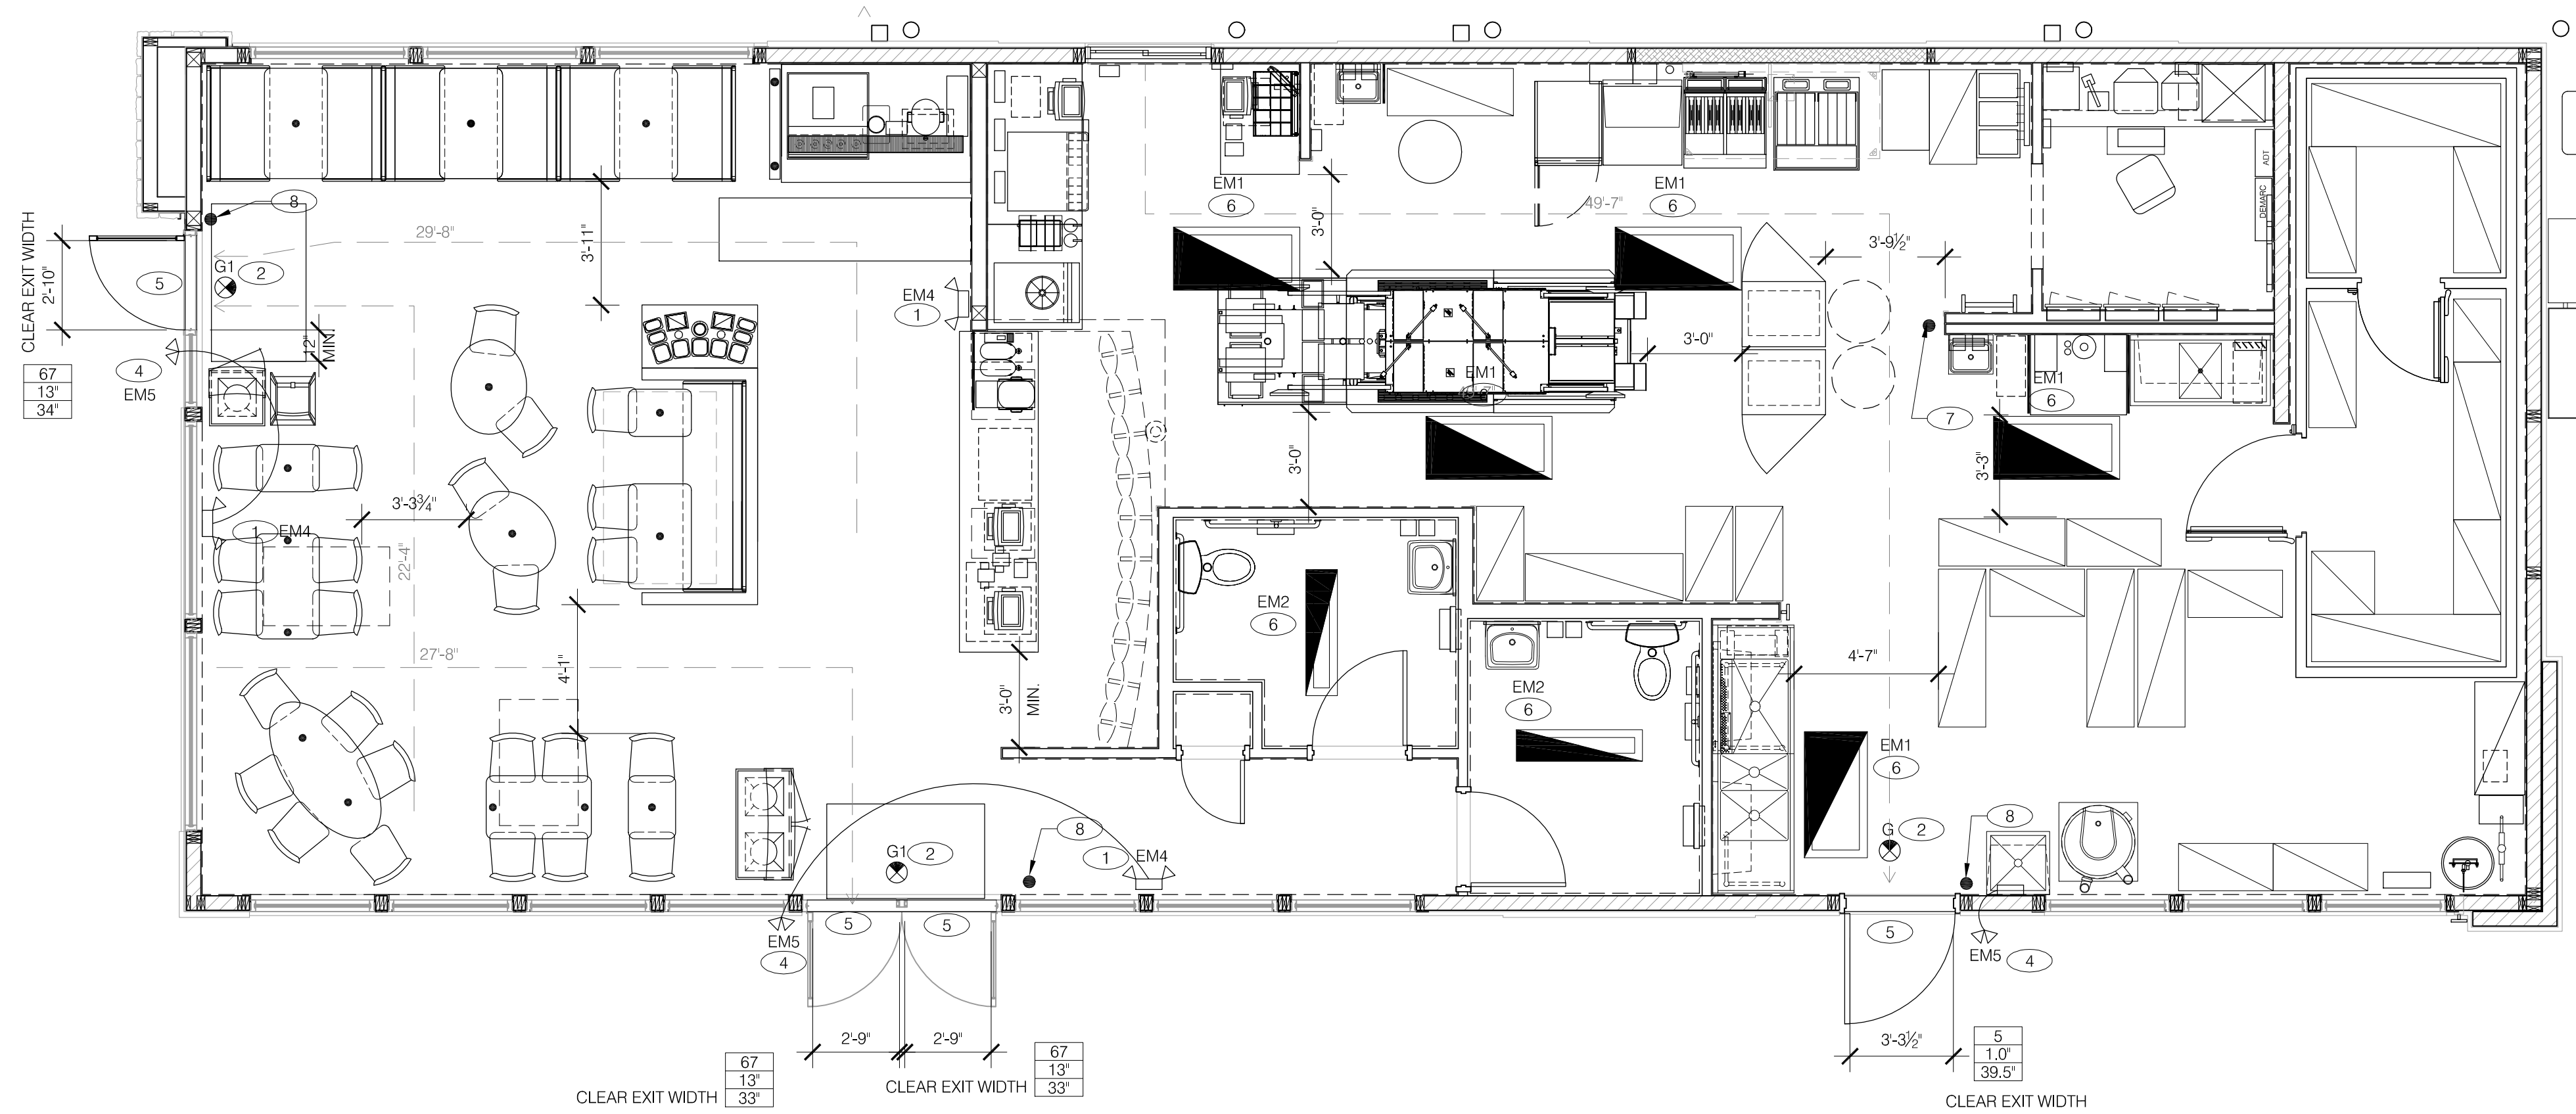 CLEAR EXIT WIDTH
2'-10"
5
67
13"
34"
4
EM5
8
29'-8"
G1
2
12"
MIN.
3'-11"
EM4
1
3'-3¾"
1
EM4
22'-4"
27'-8"
4'-1"
3'-0"
MIN.
EM1
6
3'-0"
49'-7"
EM1
6
3'-9½"
ADT
DEMARC
3'-0"
EM1
6
3'-0"
7
EM1
6
3'-3"
EM2
6
EM2
6
4'-7"
EM1
6
G1
2
8
1
EM4
G
2
8
EM5
4
5
5
5
EM5
4
2'-9"
2'-9"
3'-3½"
67
13"
33"
CLEAR EXIT WIDTH
67
13"
33"
CLEAR EXIT WIDTH
5
1.0"
39.5"
CLEAR EXIT WIDTH